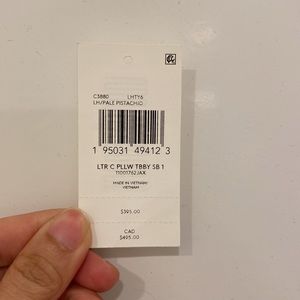 C3880 LHTY6
LH/PALE PISTACHIO
1 95031 49412 3
LTR C PLLW TBBY SB 1
MADE IN VIETNAM
VIETNAM
$395.00
CAD
$495.00